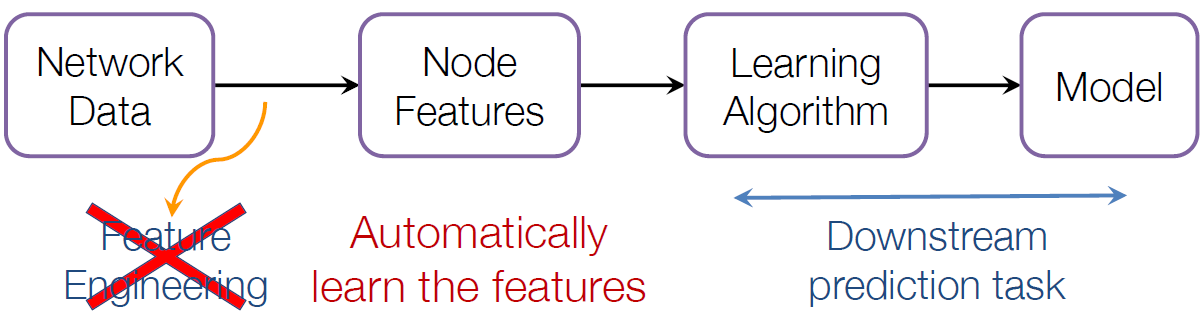 Network
Data
Node
Features
Learning
Algorithm
Model
Feature
Engineering
Automatically
learn the features
Downstream
prediction task